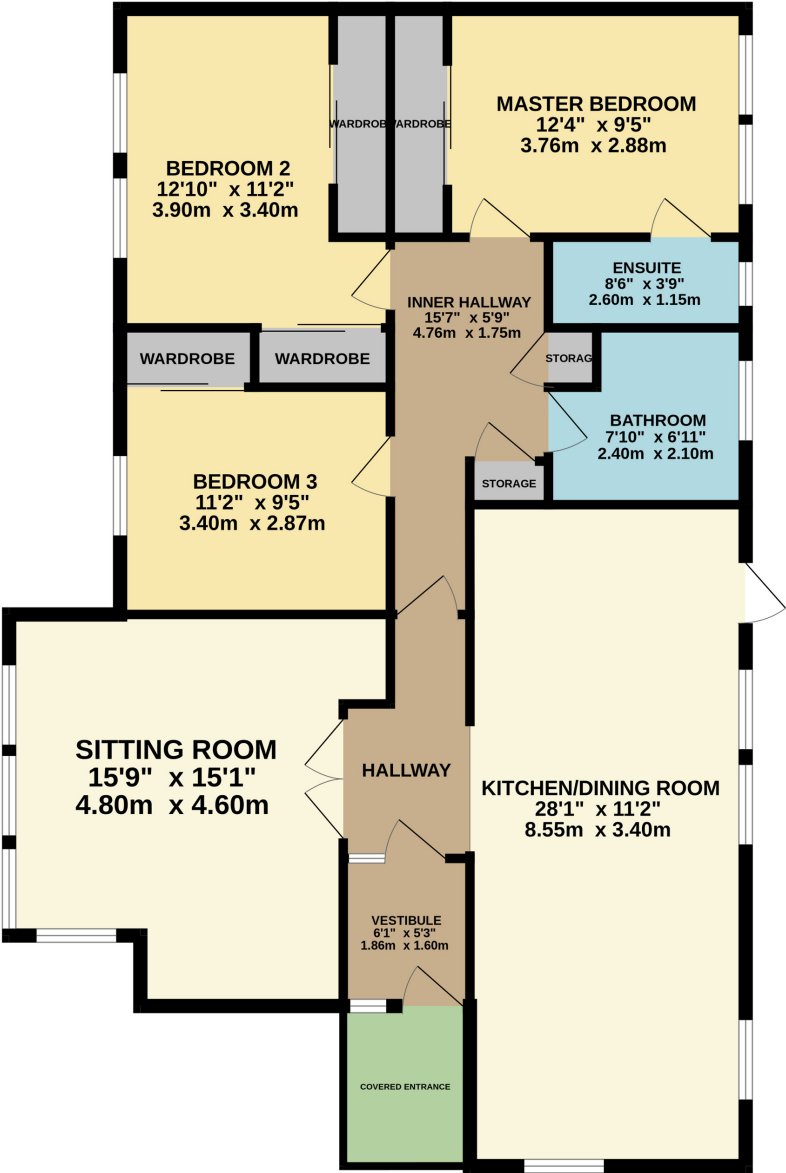 WARDROBE
WARDROBE
MASTER BEDROOM
12'4" x 9'5"
3.76m x 2.88m
BEDROOM 2
12'10" x 11'2"
3.90m x 3.40m
ENSUITE
8'6" x 3'9"
2.60m x 1.15m
INNER HALLWAY
15'7" x 5'9"
4.76m x 1.75m
WARDROBE
WARDROBE
STORAG
BATHROOM
7'10" x 6'11"
2.40m x 2.10m
BEDROOM 3
11'2" x 9'5"
3.40m x 2.87m
STORAGE
SITTING ROOM
15'9" x 15'1"
4.80m x 4.60m
HALLWAY
KITCHEN/DINING ROOM
28'1" x 11'2"
8.55m x 3.40m
VESTIBULE
6'1" x 5'3"
1.86m x 1.60m
COVERED ENTRANCE